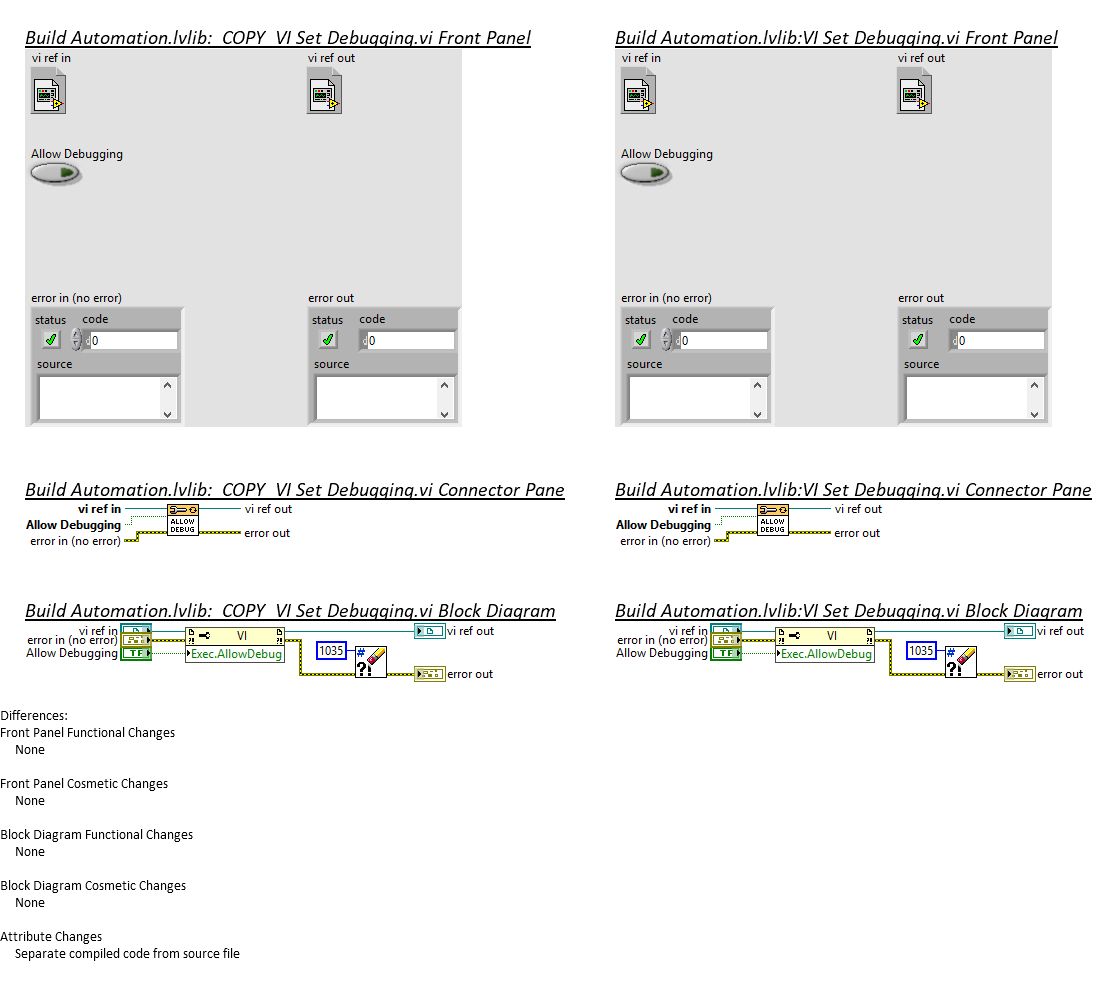 Build Automation.lvlib:_COPY_VI Set Debugging.vi Front Panel
Build Automation.lvlib:VI Set Debugging.vi Front Panel
vi ref in
vi ref out
vi ref in
vi ref out
Allow Debugging
Allow Debugging
error in (no error)
error out
error in (no error)
error out
status code
status code
status code
status code
0
0
0
0
source
source
source
source
Build Automation.lvlib:_COPY_VI Set Debugging.vi Connector Pane
Build Automation.lvlib:VI Set Debugging.vi Connector Pane
vi ref in
vi ref out
vi ref in
vi ref out
Allow Debugging
ALLOW
DEBUG
Allow Debugging
ALLOW
DEBUG
error in (no error)
error out
error in (no error)
error out
Build Automation.lvlib:_COPY_VI Set Debugging.vi Block Diagram
Build Automation.lvlib:VI Set Debugging.vi Block Diagram
vi ref in
VI
vi ref out
vi ref in
VI
vi ref out
error in (no error)
error in (no error)
Allow Debugging
TF
Exec.AllowDebug
1035
#
?!
Allow Debugging
TF
Exec.AllowDebug
1035
#
?!
error out
error out
Differences:
Front Panel Functional Changes
None
Front Panel Cosmetic Changes
None
Block Diagram Functional Changes
None
Block Diagram Cosmetic Changes
None
Attribute Changes
Separate compiled code from source file